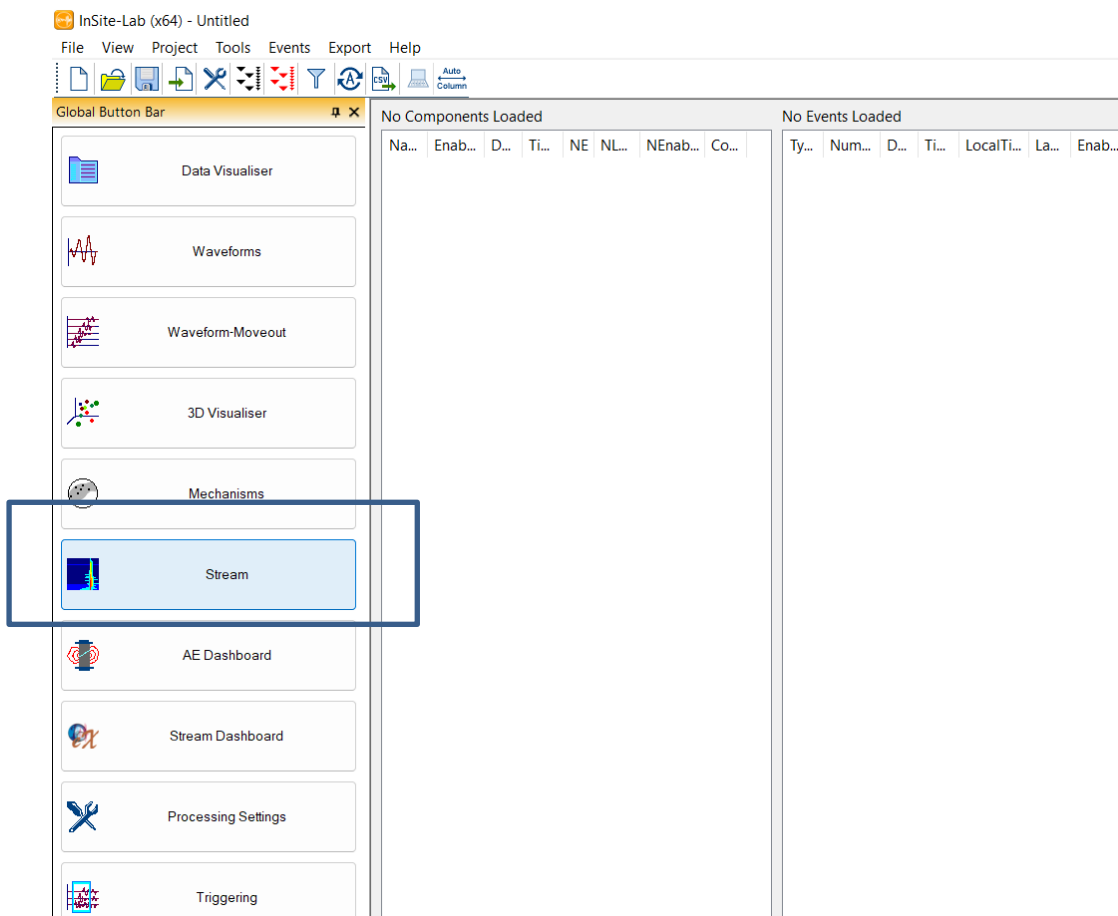 InSite-Lab (x64) - Untitled
File View Project Tools Events Export Help
A CSV Auto Column
Global Button Bar
No Components Loaded
No Events Loaded
Na... Enab... D... Ti... NE NL... NEnab... Co...
Ty... Num... D... Ti... LocalTi... La... Enab...
Data Visualiser
Waveforms
Waveform-Moveout
3D Visualiser
Mechanisms
Stream
AE Dashboard
Stream Dashboard
Processing Settings
Triggering